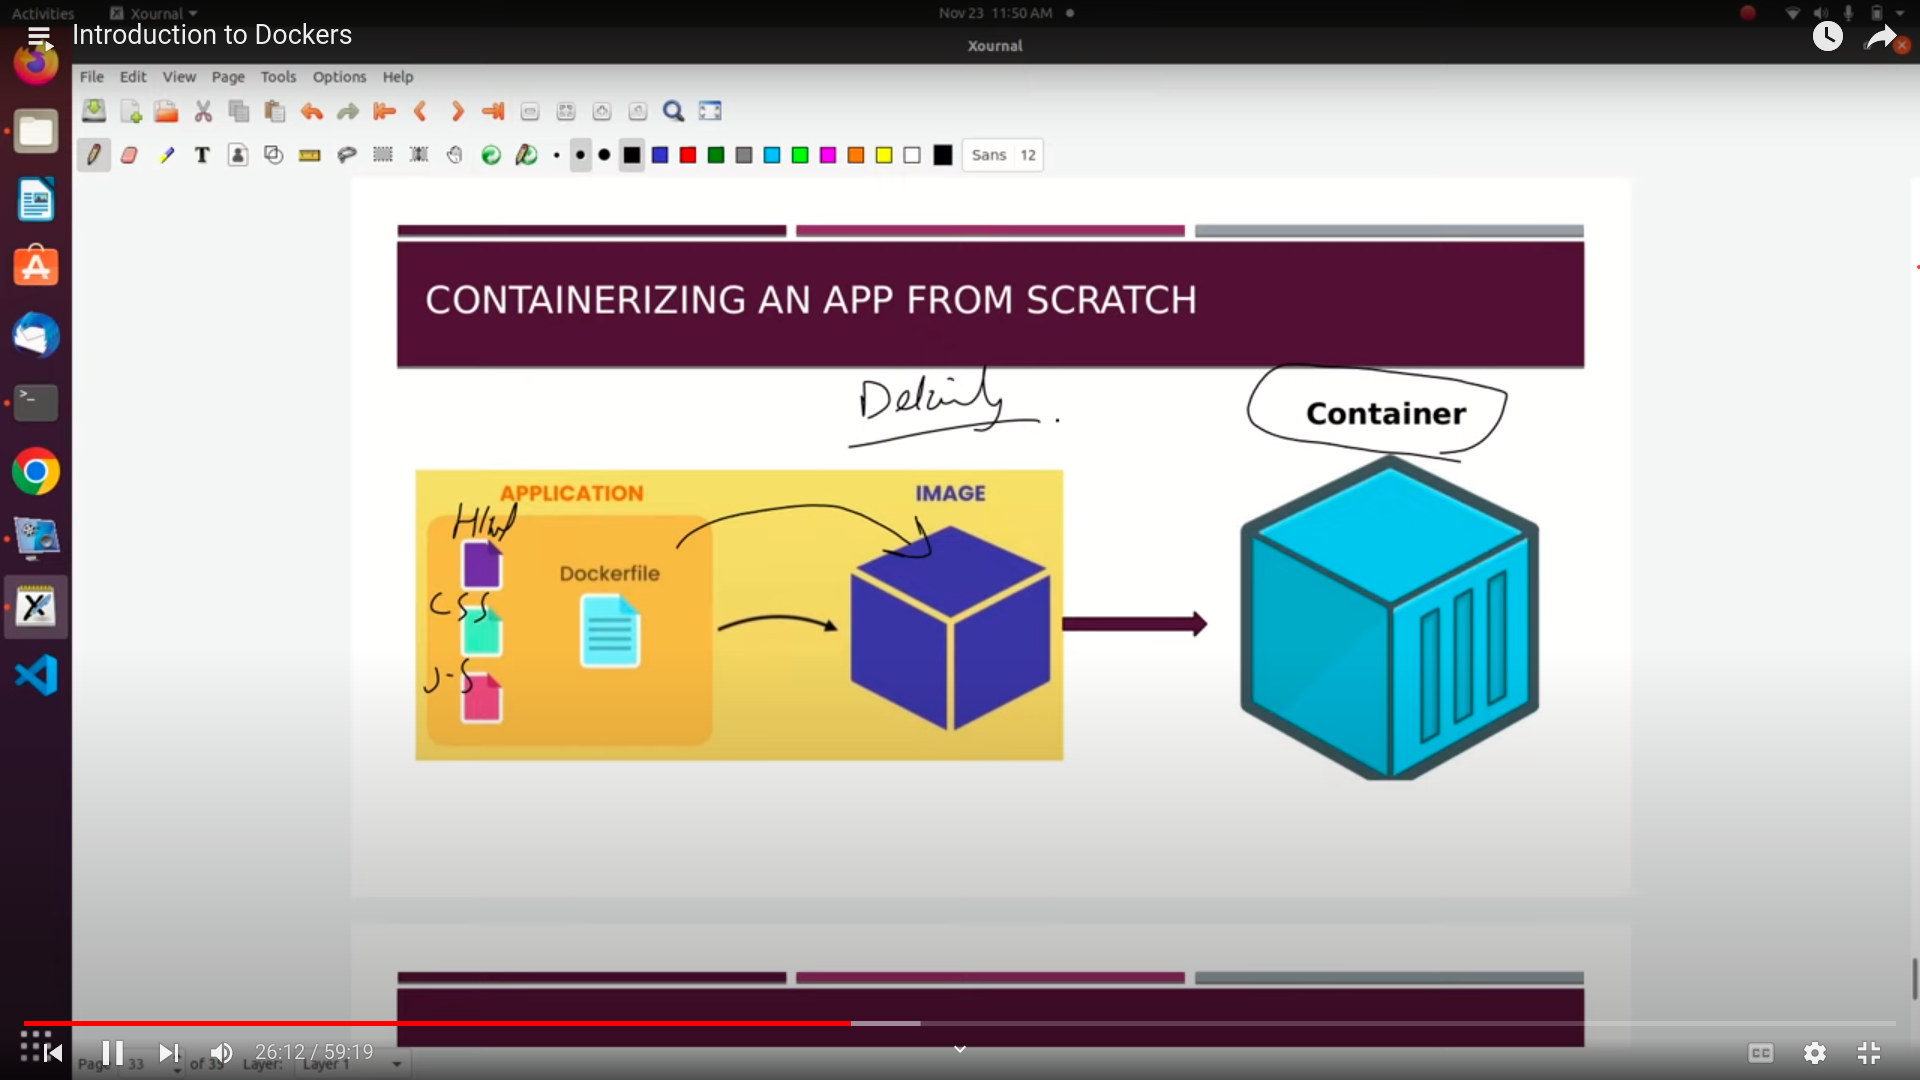 Activities Xournal Nov 23 11:50 AM
Introduction to Dockers
Xournal
File Edit View Page Tools Options Help
Sans 12
CONTAINERIZING AN APP FROM SCRATCH
Container
APPLICATION IMAGE
Html
Dockerfile
CSS
J-S
26:12 / 59:19
CC
Page 33 of 35 Layer: Layer 1